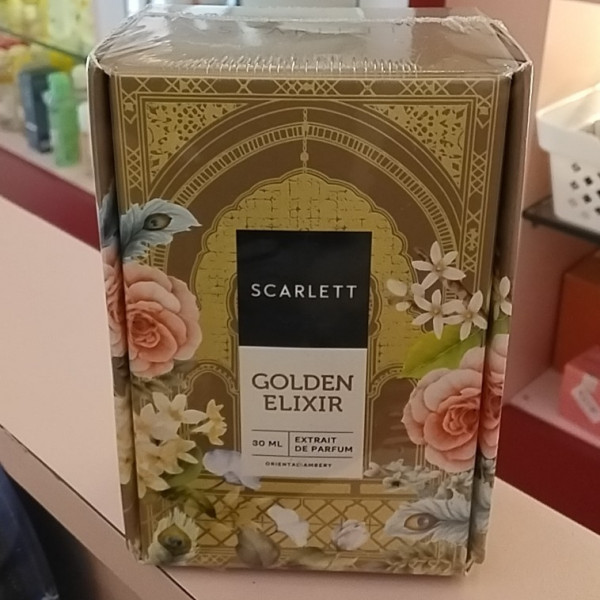 SCARLETT
GOLDEN
ELIXIR
30 ML
EXTRAIT
DE PARFUM
ORIENTAL|AMBERY